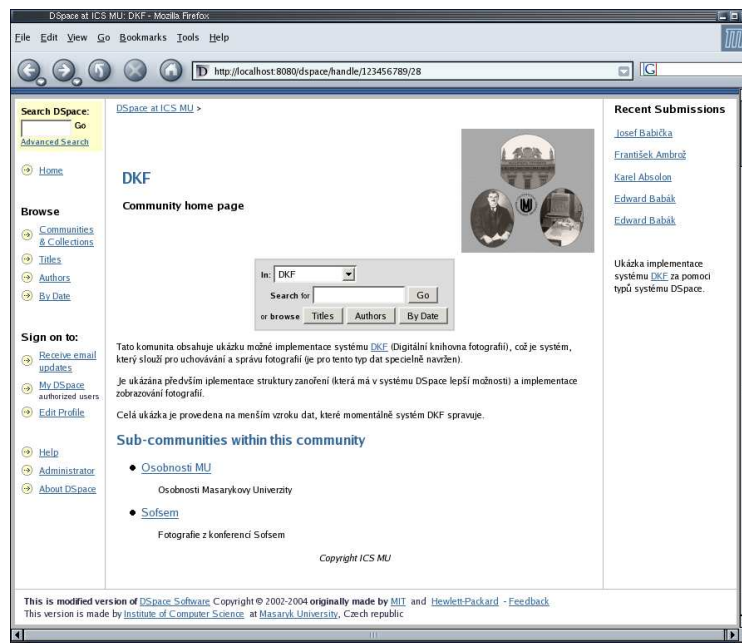 DSpace at ICS MU: DKF - Mozilla Firefox
File Edit View Go Bookmarks Tools Help
D http://localhost:8080/dspace/handle/123456789/28 G
Search DSpace:
Go
Advanced Search
Home
Browse
Communities
& Collections
Titles
Authors
By Date
Sign on to:
Receive email
updates
My DSpace
authorized users
Edit Profile
Help
Administrator
About DSpace
DSpace at ICS MU >
DKF
Community home page
In: DKF
Search for Go
or browse Titles Authors By Date
Tato komunita obsahuje ukázku možné implementace systému DKF (Digitální knihovna fotografií), což je systém,
který slouží pro uchovávání a správu fotografií (je pro tento typ dat specielně navržen).
Je ukázána především iplementace struktury zanoření (která má v systému DSpace lepší možnosti) a implementace
zobrazování fotografií.
Celá ukázka je provedena na menším vzroku dat, které momentálně systém DKF spravuje.
Sub-communities within this community
Osobnosti MU
Osobnosti Masarykovy Univerzity
Sofsem
Fotografie z konferencí Sofsem
Copyright ICS MU
Recent Submissions
Josef Babička
František Ambrož
Karel Absolon
Edward Babák
Edward Babák
Ukázka implementace
systému DKF za pomoci
typů systému DSpace.
This is modified version of DSpace Software Copyright © 2002-2004 originally made by MIT and Hewlett-Packard - Feedback
This version is made by Institute of Computer Science at Masaryk University, Czech republic